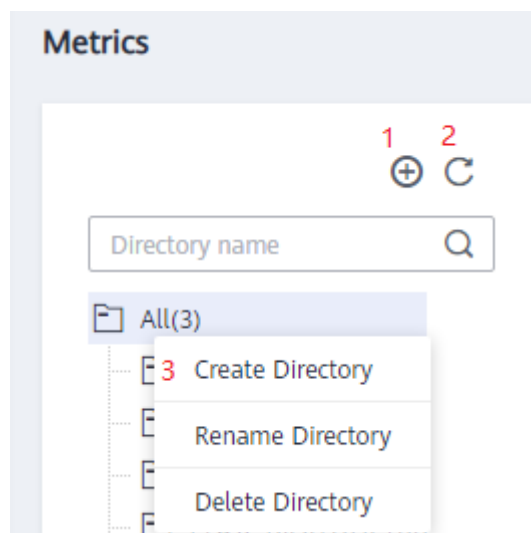 Metrics
1 2
Directory name
All(3)
3 Create Directory
Rename Directory
Delete Directory